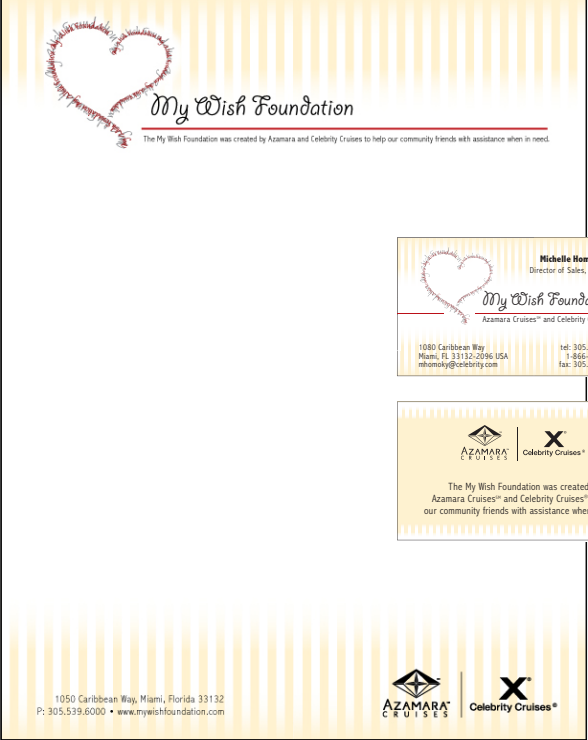 My Wish Foundation
The My Wish Foundation was created by Azamara and Celebrity Cruises to help our community friends with assistance when in need.
Michelle
Director of Sales,
My Wish
Azamara Cruises℠ and Celebrity
1080 Caribbean Way
Miami, FL 33132-2096 USA
mhomoky@celebrity.com
tel: 305.
1-866-
fax: 305.
AZAMARA
CRUISES
X
Celebrity Cruises®
The My Wish Foundation was created
Azamara Cruises℠ and Celebrity Cruises®
our community friends with assistance
1050 Caribbean Way, Miami, Florida 33132
P: 305.539.6000 • www.mywishfoundation.com
AZAMARA
CRUISES
X
Celebrity Cruises®